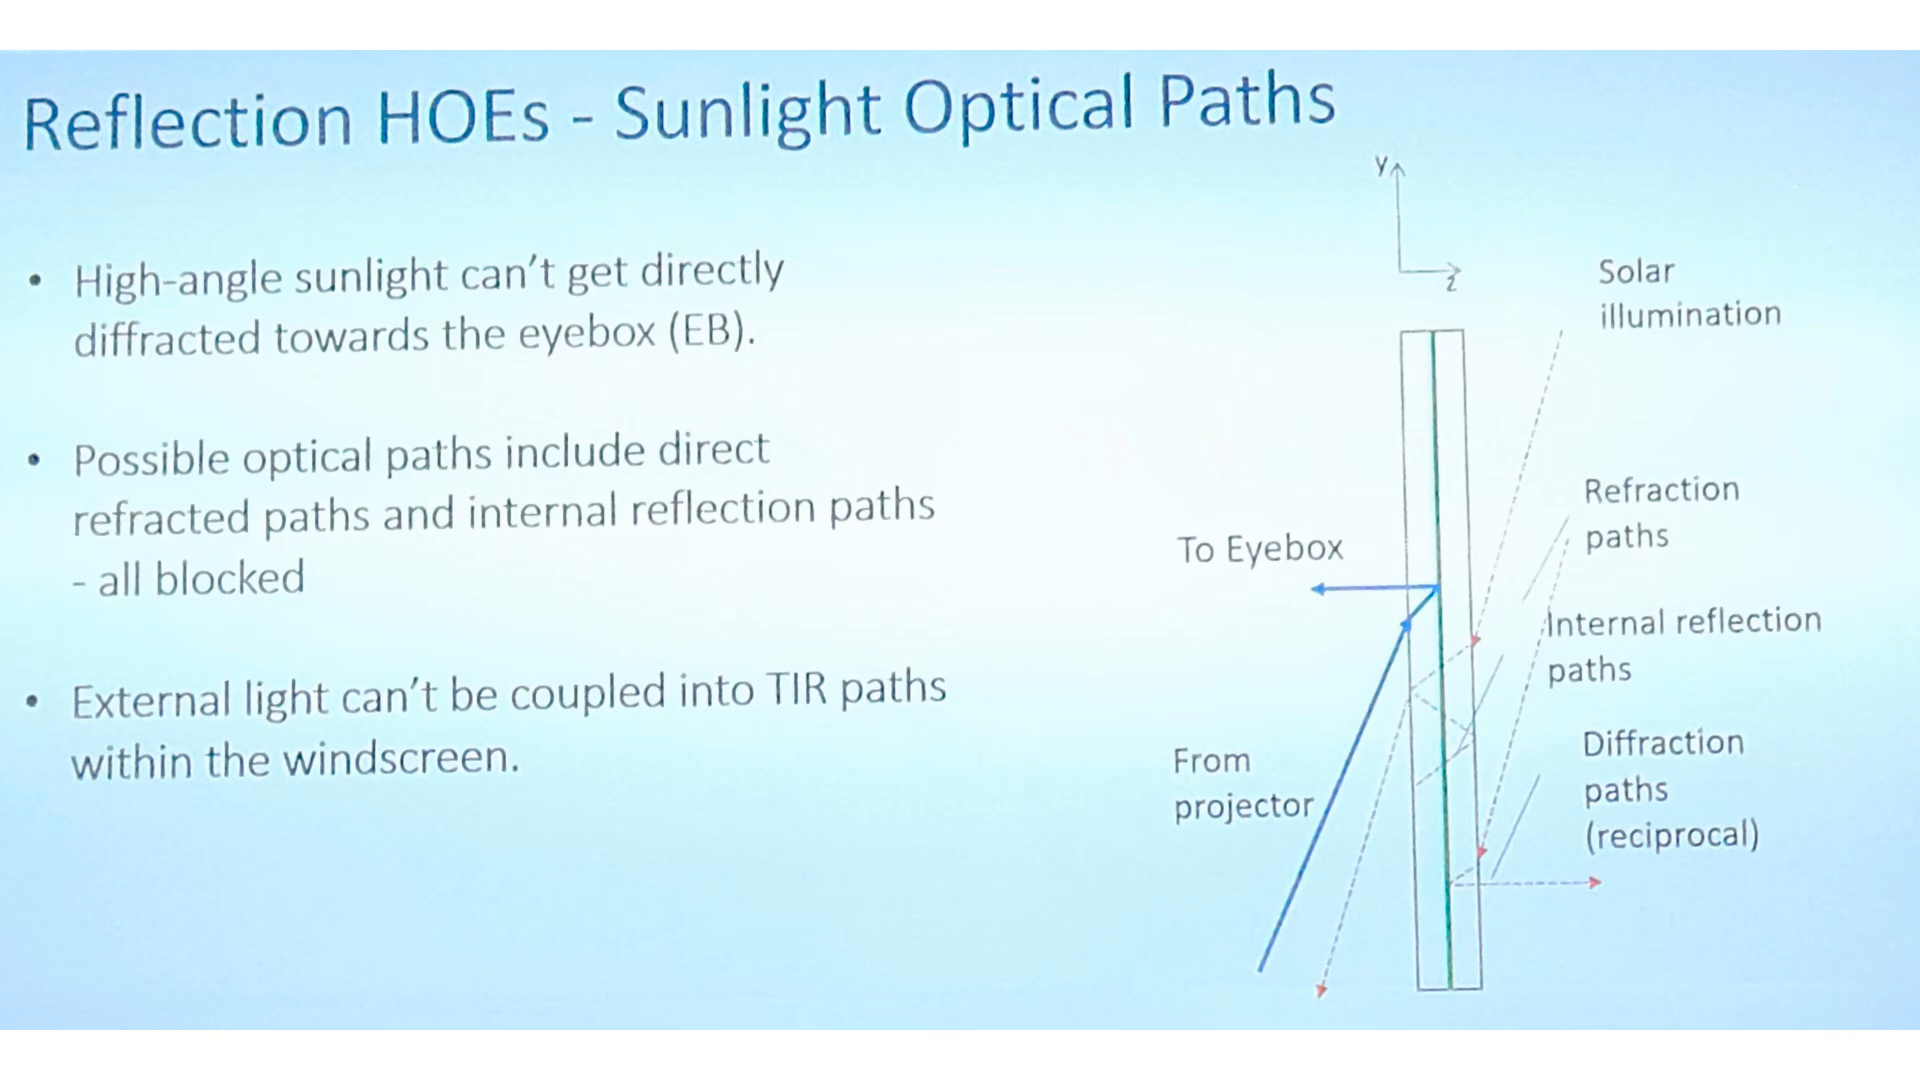 Reflection HOEs - Sunlight Optical Paths
• High-angle sunlight can't get directly
diffracted towards the eyebox (EB).
• Possible optical paths include direct
refracted paths and internal reflection paths
- all blocked
• External light can't be coupled into TIR paths
within the windscreen.
Y
z
Solar
illumination
Refraction
paths
To Eyebox
Internal reflection
paths
From
projector
Diffraction
paths
(reciprocal)